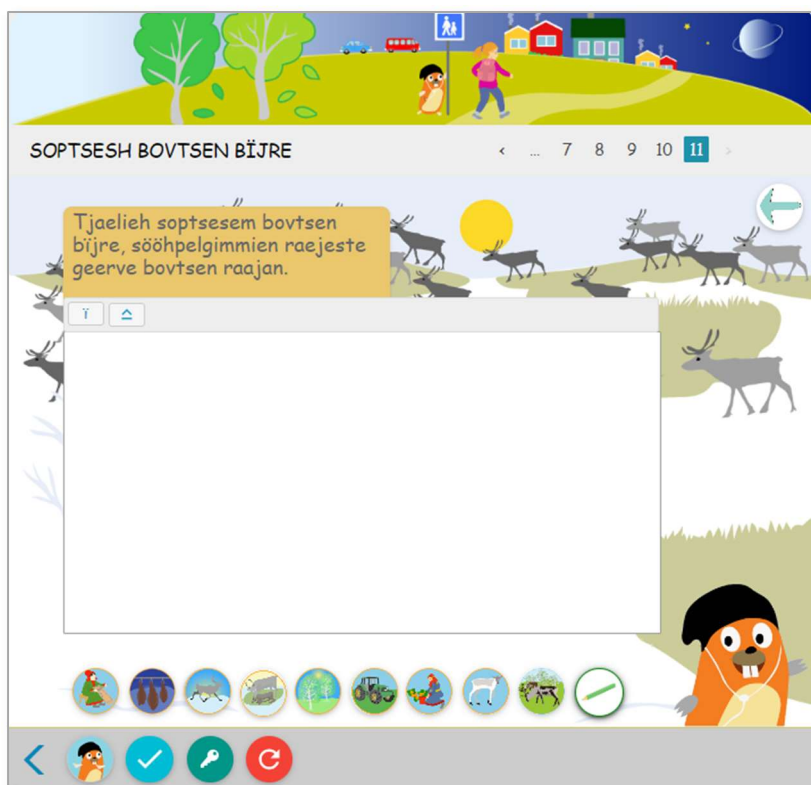 SOPTSESH BOVTSEN BÏJRE
< ... 7 8 9 10 11 >
Tjaelieh soptsesem bovtsen
bïjre, sööhpelgimmien raejeste
geerve bovtsen raajan.
ï